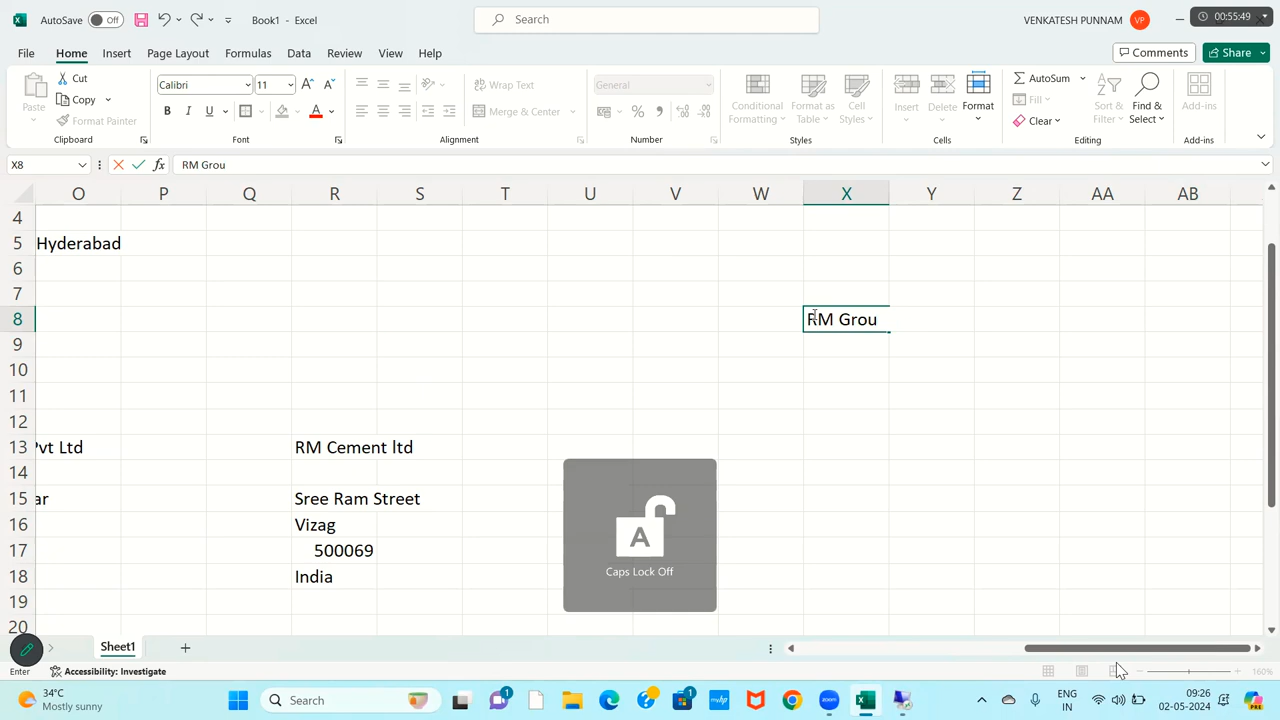 AutoSave Off Book1 - Excel Search VENKATESH PUNNAM VP 00:55:49
File Home Insert Page Layout Formulas Data Review View Help Comments Share
Paste Cut Copy Format Painter Clipboard
Calibri 11 B I U A Font
Wrap Text Merge & Center Alignment
General % Number
Conditional Formatting Format as Table Cell Styles Styles
Insert Delete Format Cells
AutoSum Fill Clear Sort & Filter Find & Select Editing
Add-ins Add-ins
X8 fx RM Grou
O P Q R S T U V W X Y Z AA AB
4
5 Hyderabad
6
7
8 RM Grou
9
10
11
12
13 Pvt Ltd RM Cement ltd
14
15 ar Sree Ram Street
16 Vizag
17 500069
18 India
19
20
A
Caps Lock Off
Sheet1
Enter Accessibility: Investigate 160%
34°C
Mostly sunny
Search
ENG
IN
09:26
02-05-2024